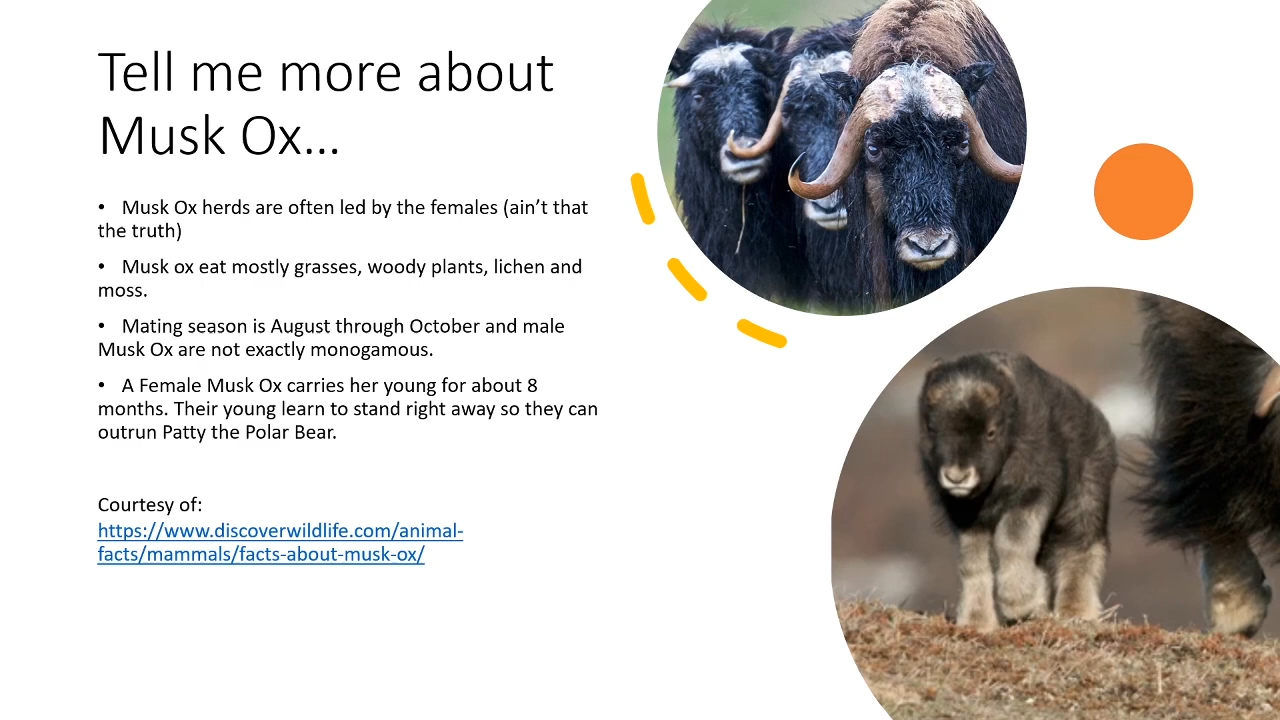 Tell me more about
Musk Ox...
• Musk Ox herds are often led by the females (ain’t that
the truth)
• Musk ox eat mostly grasses, woody plants, lichen and
moss.
• Mating season is August through October and male
Musk Ox are not exactly monogamous.
• A Female Musk Ox carries her young for about 8
months. Their young learn to stand right away so they can
outrun Patty the Polar Bear.
Courtesy of:
https://www.discoverwildlife.com/animal-
facts/mammals/facts-about-musk-ox/